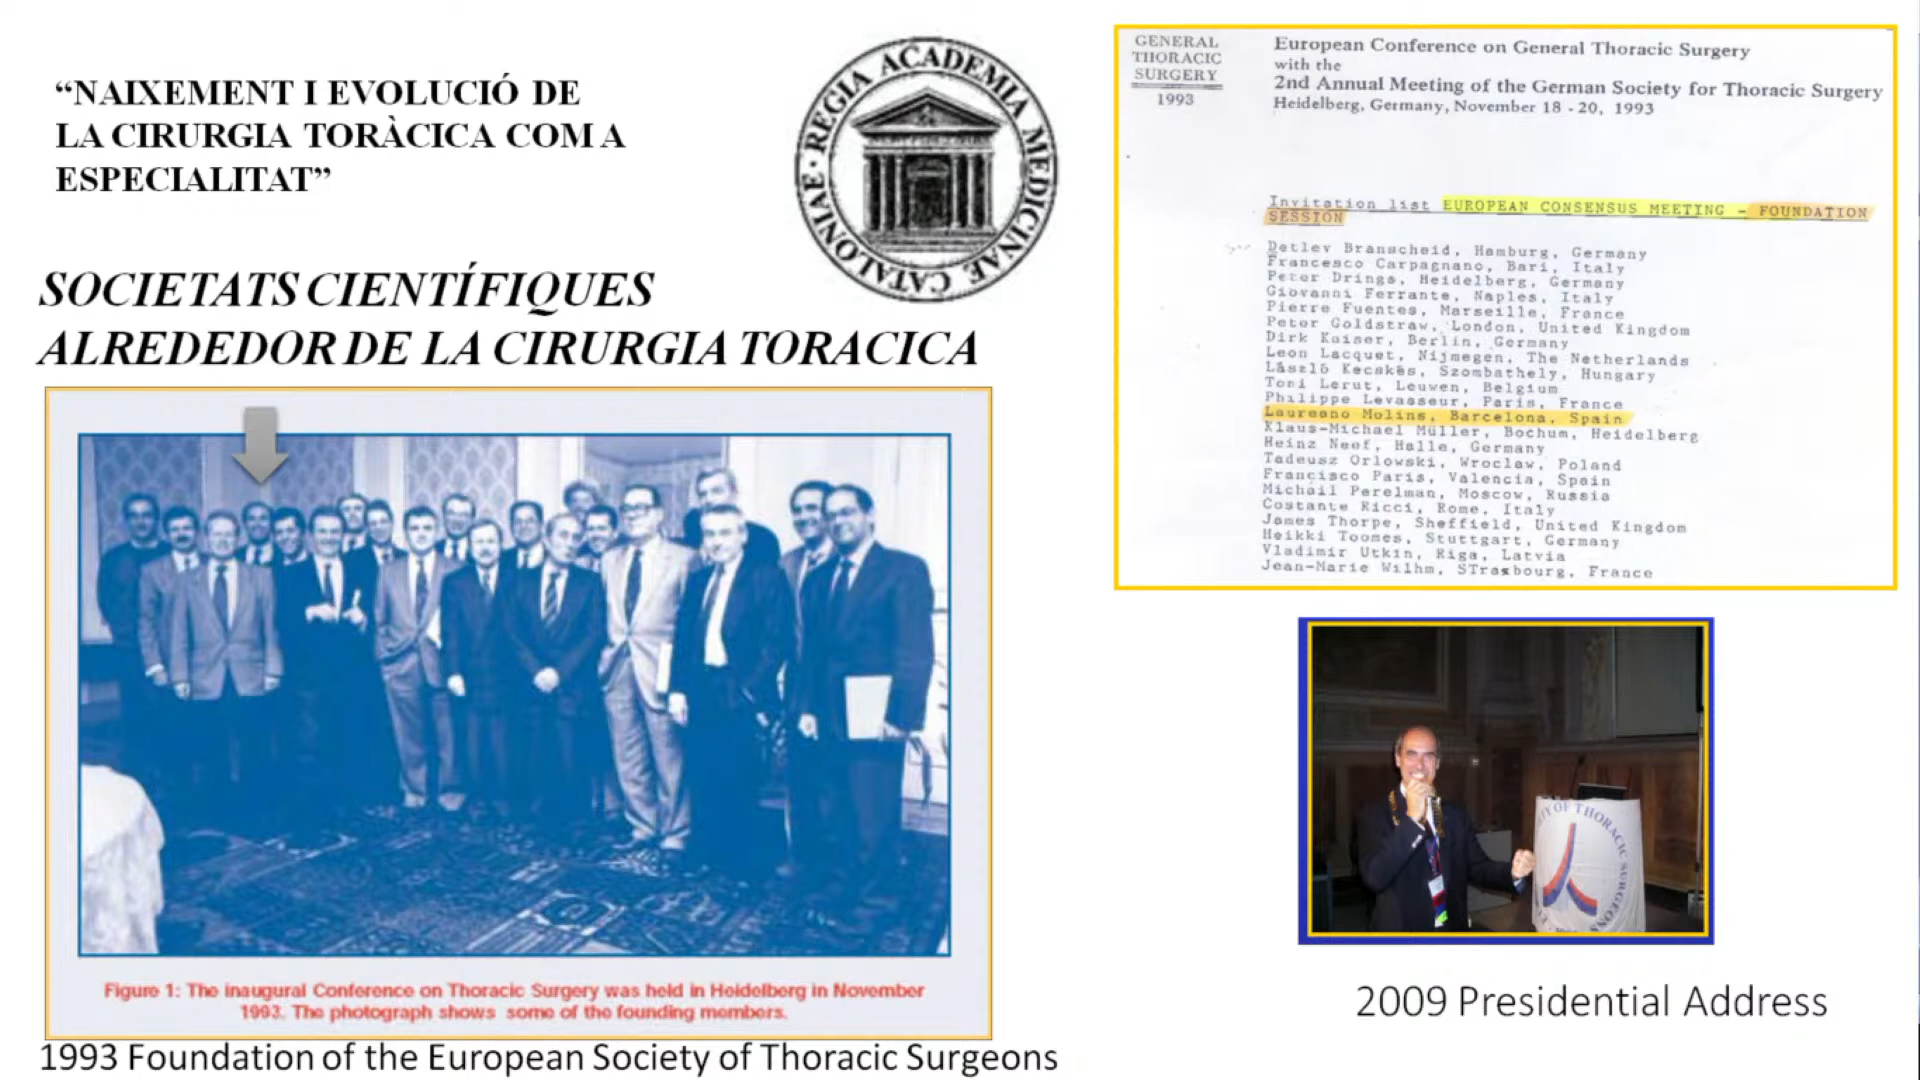 “NAIXEMENT I EVOLUCIÓ DE
LA CIRURGIA TORÀCICA COM A
ESPECIALITAT”
REGIA ACADEMIA MEDICINAE CATALONIAE
SOCIETATS CIENTÍFIQUES
ALREDEDOR DE LA CIRURGIA TORACICA
Figure 1: The inaugural Conference on Thoracic Surgery was held in Heidelberg in November
1993. The photograph shows some of the founding members.
1993 Foundation of the European Society of Thoracic Surgeons
GENERAL
THORACIC
SURGERY
1993
European Conference on General Thoracic Surgery
with the
2nd Annual Meeting of the German Society for Thoracic Surgery
Heidelberg, Germany, November 18 - 20, 1993
Invitation list EUROPEAN CONSENSUS MEETING - FOUNDATION
SESSION
Detlev Branscheid, Hamburg, Germany
Francesco Carpagnano, Bari, Italy
Peter Drings, Heidelberg, Germany
Giovanni Ferrante, Naples, Italy
Pierre Fuentes, Marseille, France
Peter Goldstraw, London, United Kingdom
Dirk Kaiser, Berlin, Germany
Leon Lacquet, Nijmegen, The Netherlands
László Kecskés, Szombathely, Hungary
Toni Lerut, Leuwen, Belgium
Philippe Levasseur, Paris, France
Laureano Molins, Barcelona, Spain
Klaus-Michael Müller, Bochum, Heidelberg
Heinz Neef, Halle, Germany
Tadeusz Orlowski, Wroclaw, Poland
Francisco Paris, Valencia, Spain
Michail Perelman, Moscow, Russia
Costante Ricci, Rome, Italy
James Thorpe, Sheffield, United Kingdom
Heikki Toomes, Stuttgart, Germany
Vladimir Utkin, Riga, Latvia
Jean-Marie Wilhm, STrasbourg, France
OF THORACIC SURGEONS
2009 Presidential Address